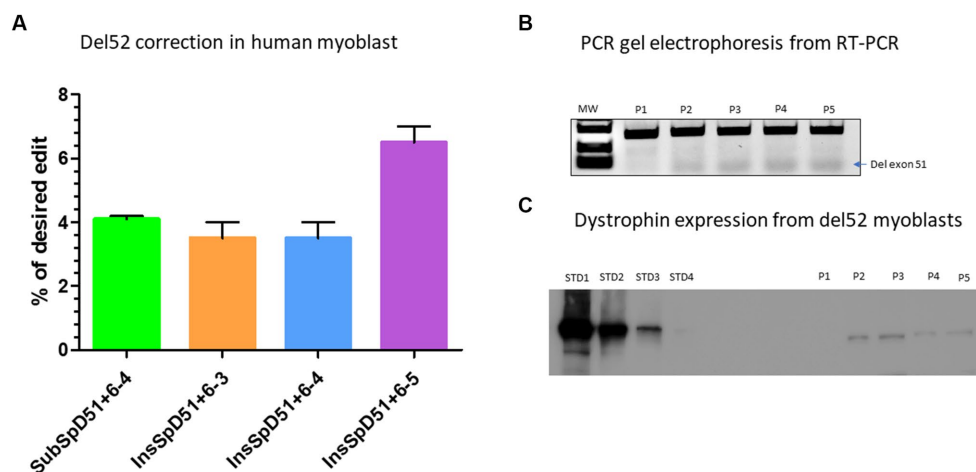 A
Del52 correction in human myoblast
% of desired edit
8
6
4
2
0
SubSpD51+6-4
InsSpD51+6-3
InsSpD51+6-4
InsSpD51+6-5
B
PCR gel electrophoresis from RT-PCR
MW P1 P2 P3 P4 P5
Del exon 51
C
Dystrophin expression from del52 myoblasts
STD1 STD2 STD3 STD4 P1 P2 P3 P4 P5